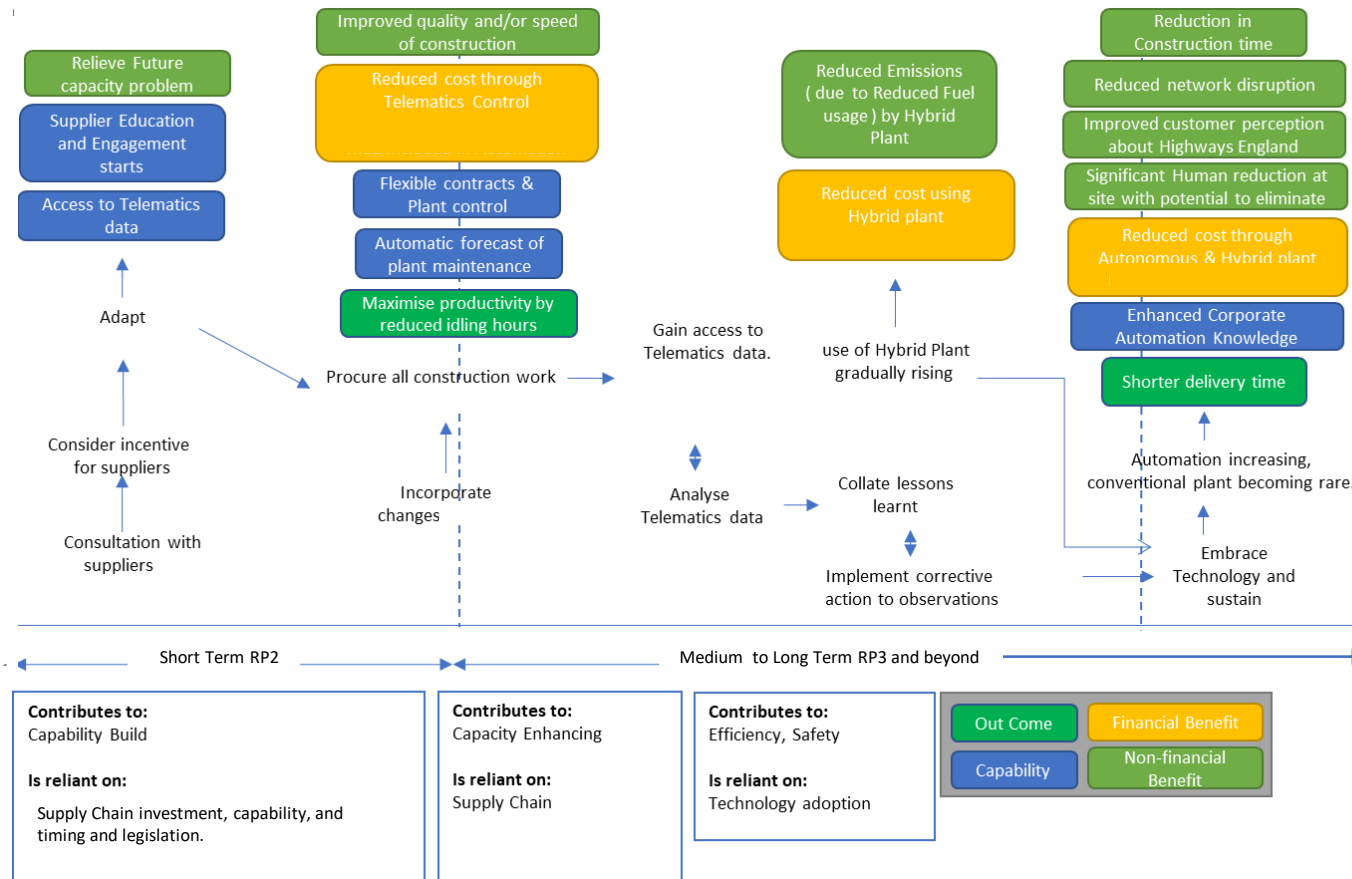 Relieve Future
capacity problem
Supplier Education
and Engagement
starts
Access to Telematics
data
Adapt
Consider incentive
for suppliers
Consultation with
suppliers
Improved quality and/or speed
of construction
Reduced cost through
Telematics Control
Flexible contracts &
Plant control
Automatic forecast of
plant maintenance
Maximise productivity by
reduced idling hours
Procure all construction work
Incorporate
changes
Gain access to
Telematics data.
Analyse
Telematics data
Reduced Emissions
( due to Reduced Fuel
usage ) by Hybrid
Plant
Reduced cost using
Hybrid plant
use of Hybrid Plant
gradually rising
Collate lessons
learnt
Implement corrective
action to observations
Reduction in
Construction time
Reduced network disruption
Improved customer perception
about Highways England
Significant Human reduction at
site with potential to eliminate
Reduced cost through
Autonomous & Hybrid plant
Enhanced Corporate
Automation Knowledge
Shorter delivery time
Automation increasing,
conventional plant becoming rare.
Embrace
Technology and
sustain
Short Term RP2
Medium to Long Term RP3 and beyond
Contributes to:
Capability Build
Is reliant on:
Supply Chain investment, capability, and
timing and legislation.
Contributes to:
Capacity Enhancing
Is reliant on:
Supply Chain
Contributes to:
Efficiency, Safety
Is reliant on:
Technology adoption
Out Come
Financial Benefit
Capability
Non-financial
Benefit